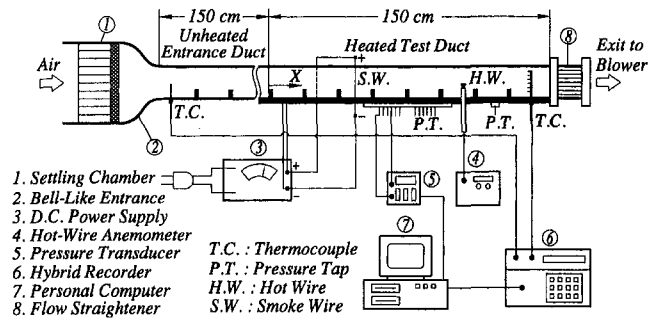 ① 150 cm 150 cm
Unheated Entrance Duct
Heated Test Duct
⑧
Exit to Blower
Air
X
+
S.W.
H.W.
T.C.
-
P.T.
P.T.
T.C.
②
③
+
-
④
⑤
⑦
⑥
1. Settling Chamber
2. Bell-Like Entrance
3. D.C. Power Supply
4. Hot-Wire Anemometer
5. Pressure Transducer
6. Hybrid Recorder
7. Personal Computer
8. Flow Straightener
T.C. : Thermocouple
P.T. : Pressure Tap
H.W. : Hot Wire
S.W. : Smoke Wire